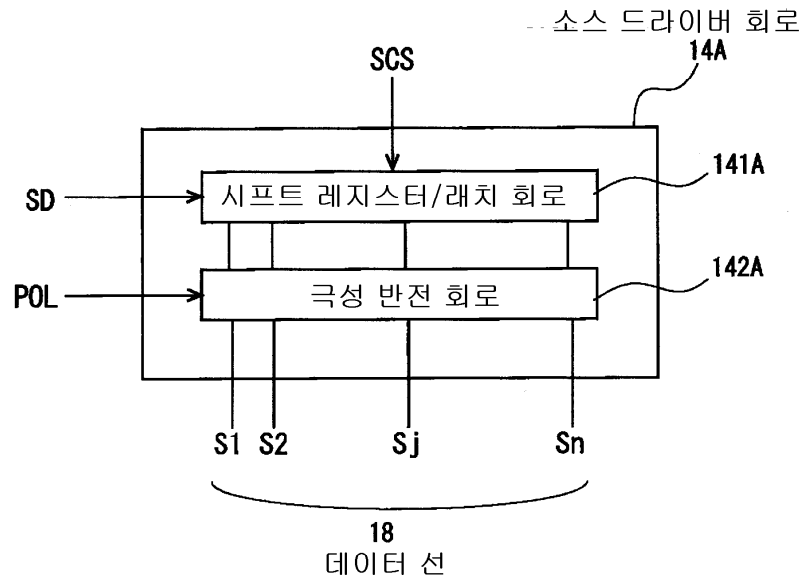 소스 드라이버 회로
14A
SCS
141A
SD
시프트 레지스터/래치 회로
142A
POL
극성 반전 회로
S1 S2 Sj Sn
18
데이터 선